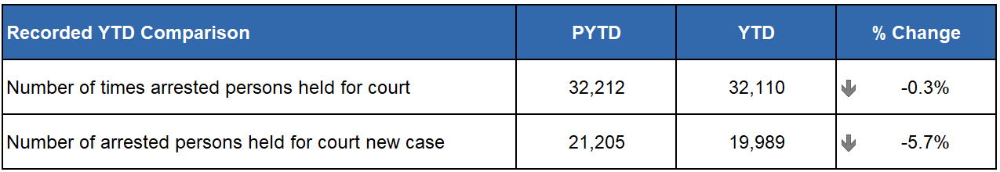 Recorded YTD Comparison PYTD YTD % Change
Number of times arrested persons held for court 32,212 32,110 -0.3%
Number of arrested persons held for court new case 21,205 19,989 -5.7%